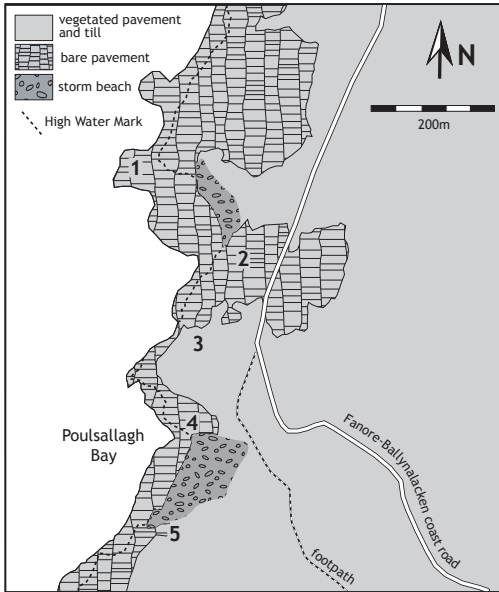 vegetated pavement
and till
bare pavement
storm beach
High Water Mark
N
200m
1
2
3
4
Poulsallagh
Bay
5
Fanore-Ballynalacken
coast road
footpath